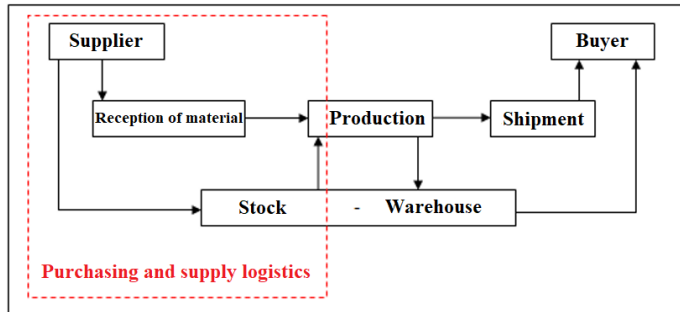 Supplier
Buyer
Reception of material
Production
Shipment
Stock - Warehouse
Purchasing and supply logistics